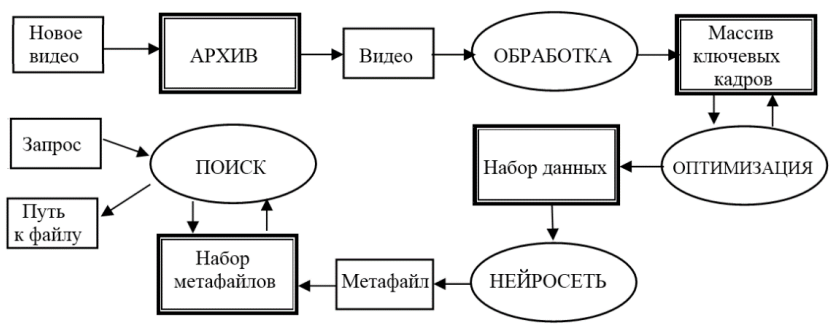 Новое
видео
АРХИВ
Видео
ОБРАБОТКА
Массив
ключевых
кадров
Запрос
ПОИСК
Набор данных
ОПТИМИЗАЦИЯ
Путь
к файлу
Набор
метафайлов
Метафайл
НЕЙРОСЕТЬ